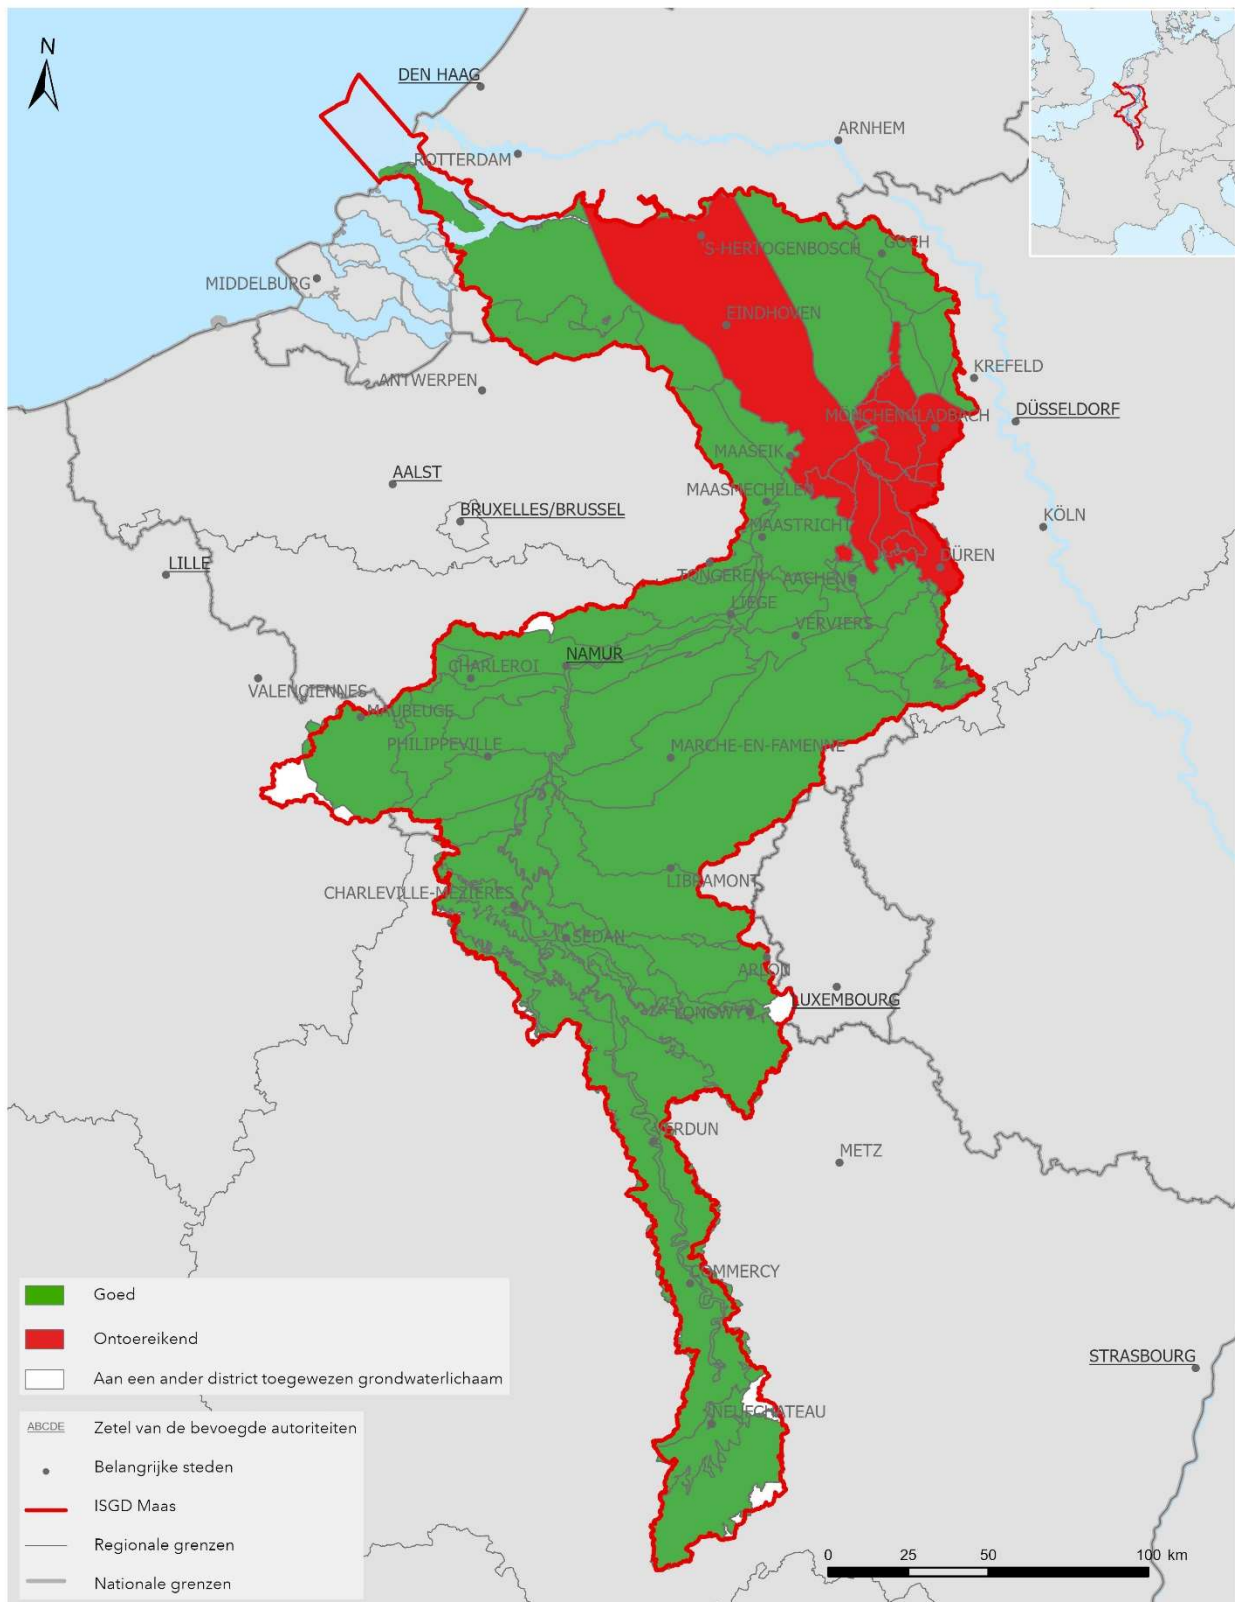 N
DEN HAAG
ARNHEM
ROTTERDAM
'S-HERTOGENBOSCH
GOCH
MIDDELBURG
EINDHOVEN
KREFELD
ANTWERPEN
MÖNCHENGLADBACH
DÜSSELDORF
MAASEIK
AALST
MAASMECHELEN
BRUXELLES/BRUSSEL
KÖLN
MAASTRICHT
LILLE
TONGEREN
AACHEN
DÜREN
LIEGE
VERVIERS
NAMUR
CHARLEROI
VALENCIENNES
MAUBEUGE
PHILIPPEVILLE
MARCHE-EN-FAMENNE
LIBRAMONT
CHARLEVILLE-MEZIERES
SEDAN
ARLON
LUXEMBOURG
LONGWY
VERDUN
METZ
COMMERCY
STRASBOURG
NEUFCHATEAU
Goed
Ontoereikend
Aan een ander district toegewezen grondwaterlichaam
ABCDE Zetel van de bevoegde autoriteiten
Belangrijke steden
ISGD Maas
Regionale grenzen
Nationale grenzen
0 25 50 100 km